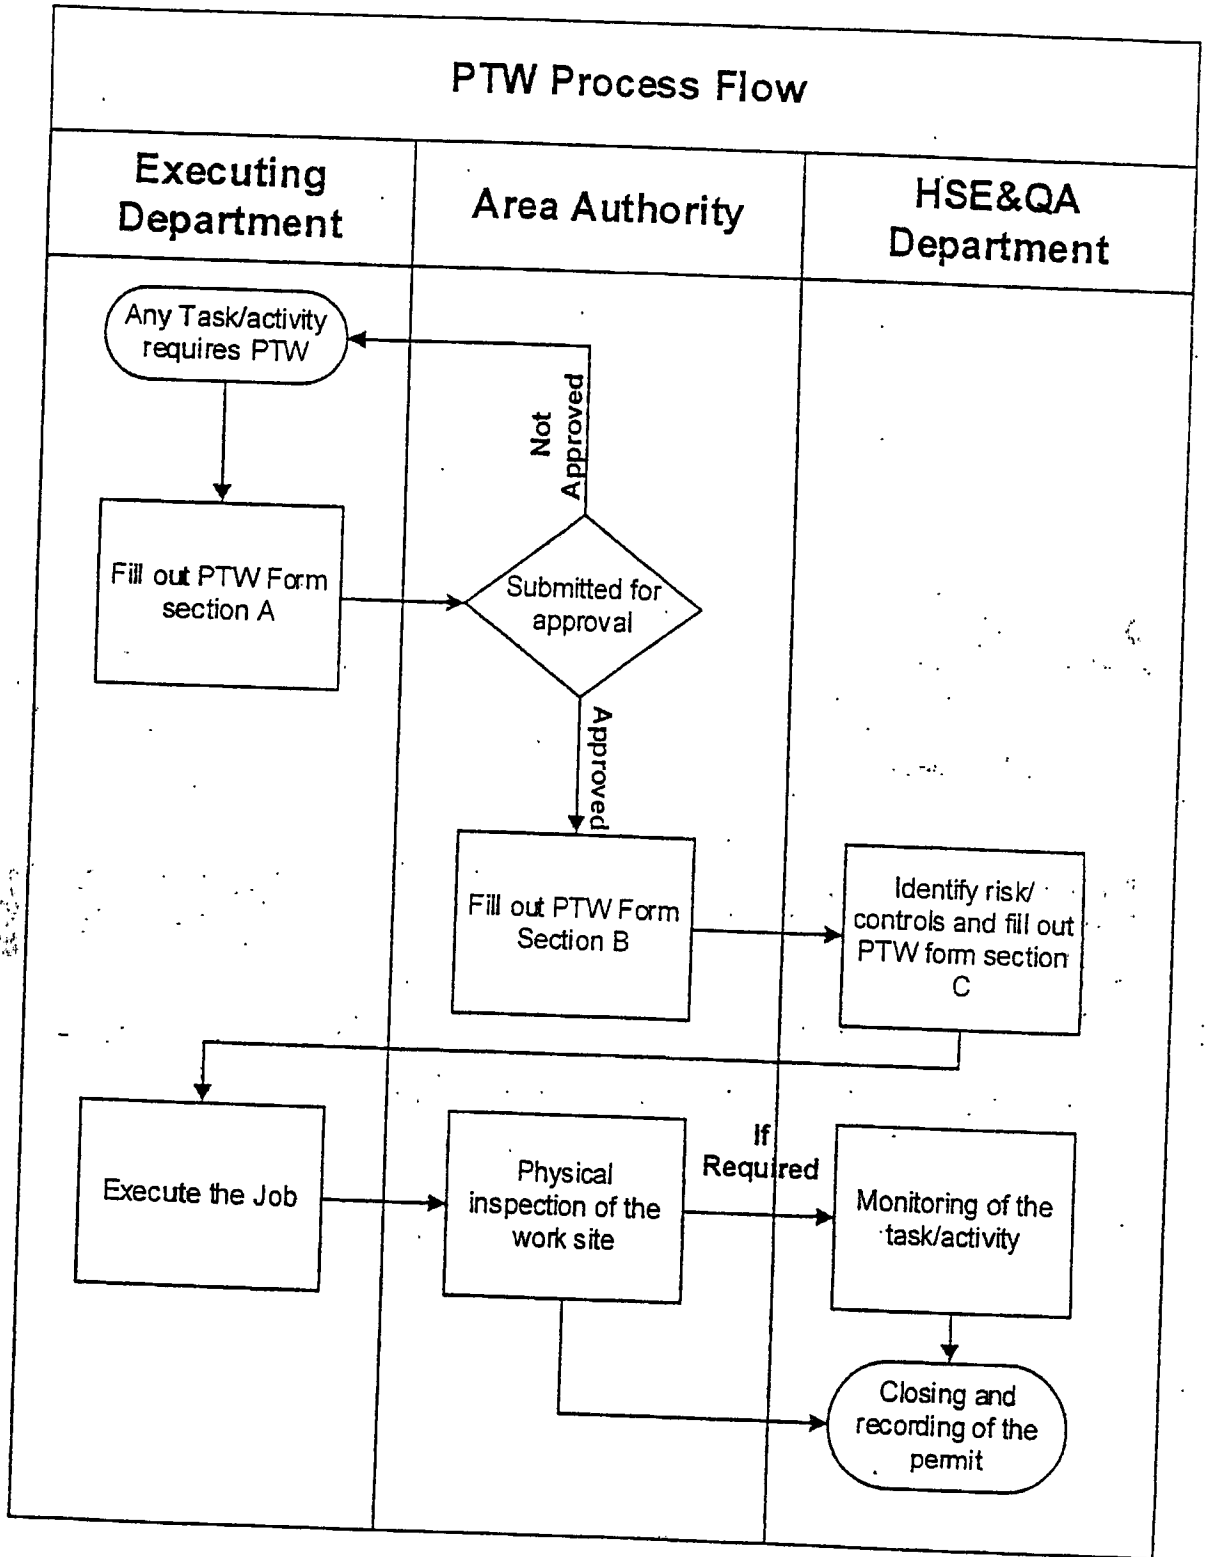 PTW Process Flow
Executing
Department
Area Authority
HSE&QA
Department
Any Task/activity
requires PTW
Not
Approved
Fill out PTW Form
section A
Submitted for
approval
Approved
Fill out PTW Form
Section B
Identify risk/
controls and fill out
PTW form section
C
Execute the Job
Physical
inspection of the
work site
If
Required
Monitoring of the
task/activity
Closing and
recording of the
permit